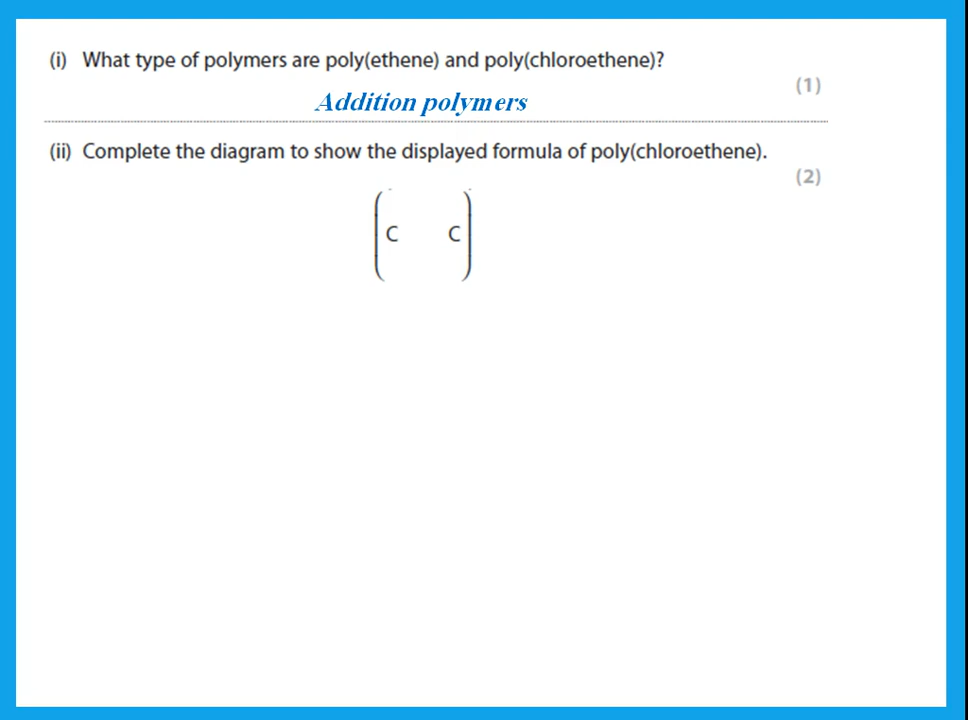 (i) What type of polymers are poly(ethene) and poly(chloroethene)?
(1)
Addition polymers
(ii) Complete the diagram to show the displayed formula of poly(chloroethene).
(2)
C C